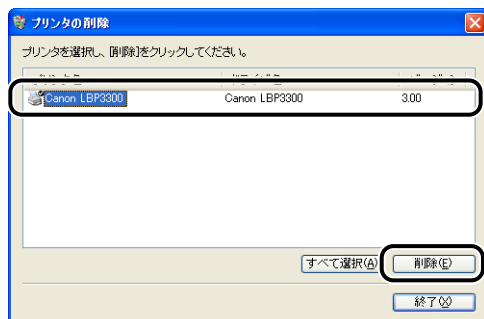 プリンタの削除
プリンタを選択し、[削除]をクリックしてください。
Canon LBP3300 Canon LBP3300 3.00
すべて選択(A) 削除(E)
終了(X)